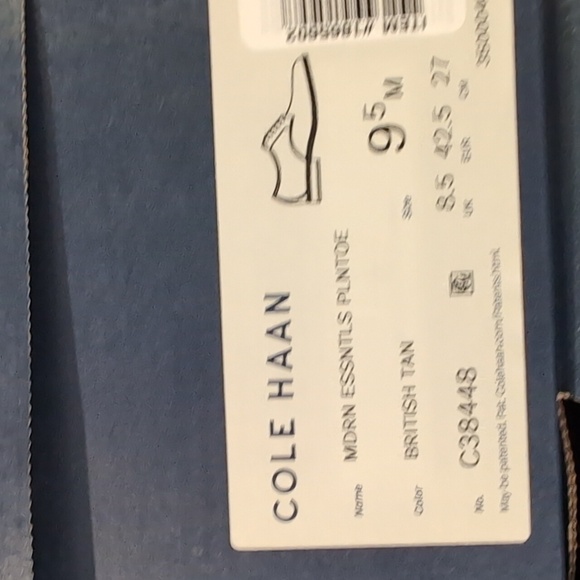 COLE HAAN
Name MDRN ESSNTLS PLNTOE
Color BRITISH TAN
No. C38448
May be patented. Pat. ColeHaan.com/Patents.html
Size 9 5 M
8.5 42.5 27
UK EUR CM
ITEM #1865502